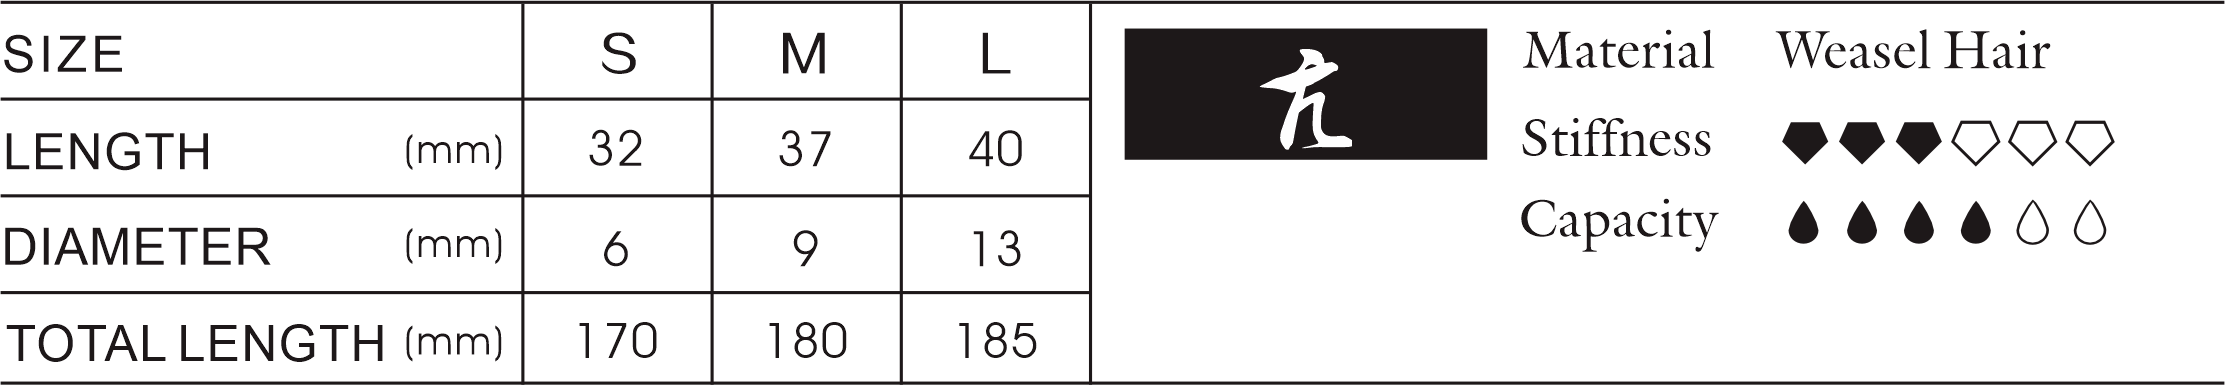 SIZE S M L
LENGTH (mm) 32 37 40
DIAMETER (mm) 6 9 13
TOTAL LENGTH (mm) 170 180 185
Material Weasel Hair
Stiffness
Capacity